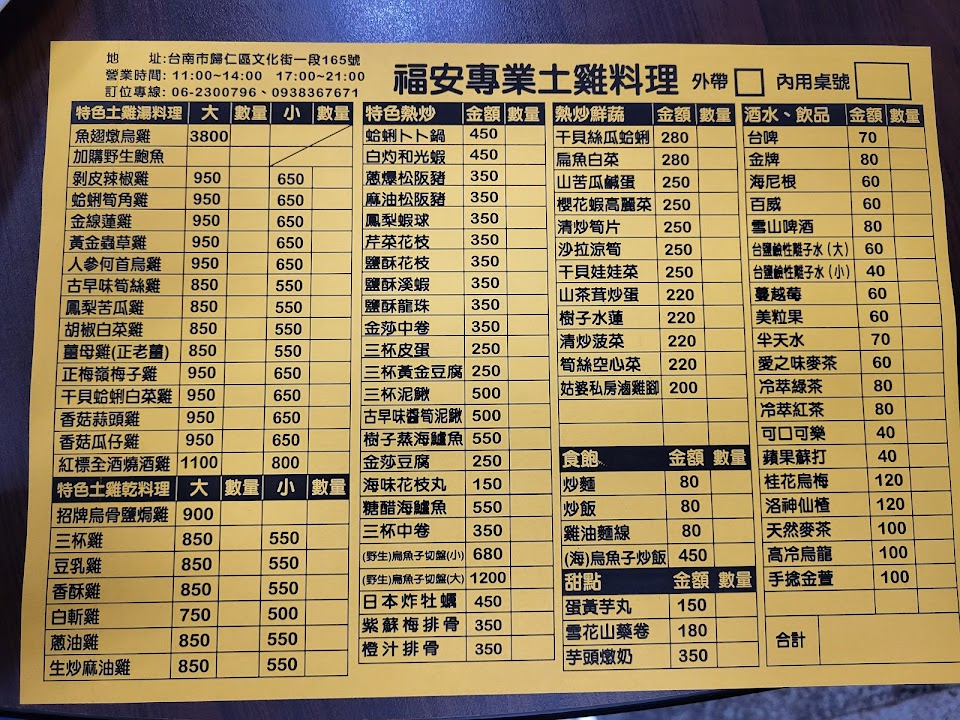 地 址:台南市歸仁區文化街一段165號
營業時間: 11:00~14:00 17:00~21:00
訂位專線: 06-2300796、0938367671
福安專業土雞料理 外帶 內用桌號
特色土雞湯料理 大 數量 小 數量
魚翅燉烏雞 3800
加購野生鮑魚
剝皮辣椒雞 950 650
蛤蜊筍角雞 950 650
金線蓮雞 950 650
黃金蟲草雞 950 650
人參何首烏雞 950 650
古早味筍絲雞 850 550
鳳梨苦瓜雞 850 550
胡椒白菜雞 850 550
薑母雞(正老薑) 850 550
正梅嶺梅子雞 950 650
干貝蛤蜊白菜雞 950 650
香菇蒜頭雞 950 650
香菇瓜仔雞 950 650
紅標全酒燒酒雞 1100 800
特色土雞乾料理 大 數量 小 數量
招牌烏骨鹽焗雞 900
三杯雞 850 550
豆乳雞 850 550
香酥雞 850 550
白斬雞 750 500
蔥油雞 850 550
生炒麻油雞 850 550
特色熱炒 金額 數量
蛤蜊卜卜鍋 450
白灼和光蝦 450
蔥爆松阪豬 350
麻油松阪豬 350
鳳梨蝦球 350
芹菜花枝 350
鹽酥花枝 350
鹽酥溪蝦 350
鹽酥龍珠 350
金莎中卷 350
三杯皮蛋 250
三杯黃金豆腐 250
三杯泥鰍 500
古早味醬筍泥鰍 500
樹子蒸海鱸魚 550
金莎豆腐 250
海味花枝丸 150
糖醋海鱸魚 550
三杯中卷 350
(野生)烏魚子切盤(小) 680
(野生)烏魚子切盤(大) 1200
日本炸牡蠣 450
紫蘇梅排骨 350
橙汁排骨 350
熱炒鮮蔬 金額 數量
干貝絲瓜蛤蜊 280
扁魚白菜 280
山苦瓜鹹蛋 250
櫻花蝦高麗菜 250
清炒筍片 250
沙拉涼筍 250
干貝娃娃菜 250
山茶茸炒蛋 220
樹子水蓮 220
清炒菠菜 220
筍絲空心菜 220
姑婆私房滷雞腳 200
食飽 金額 數量
炒麵 80
炒飯 80
雞油麵線 80
(海)烏魚子炒飯 450
甜點 金額 數量
蛋黃芋丸 150
雪花山藥卷 180
芋頭燉奶 350
酒水、飲品 金額 數量
台啤 70
金牌 80
海尼根 60
百威 60
雪山啤酒 80
台鹽鹼性離子水(大) 60
台鹽鹼性離子水(小) 40
蔓越莓 60
美粒果 60
半天水 70
愛之味麥茶 60
冷萃綠茶 80
冷萃紅茶 80
可口可樂 40
蘋果蘇打 40
桂花烏梅 120
洛神仙楂 120
天然麥茶 100
高冷烏龍 100
手捻金萱 100
合計